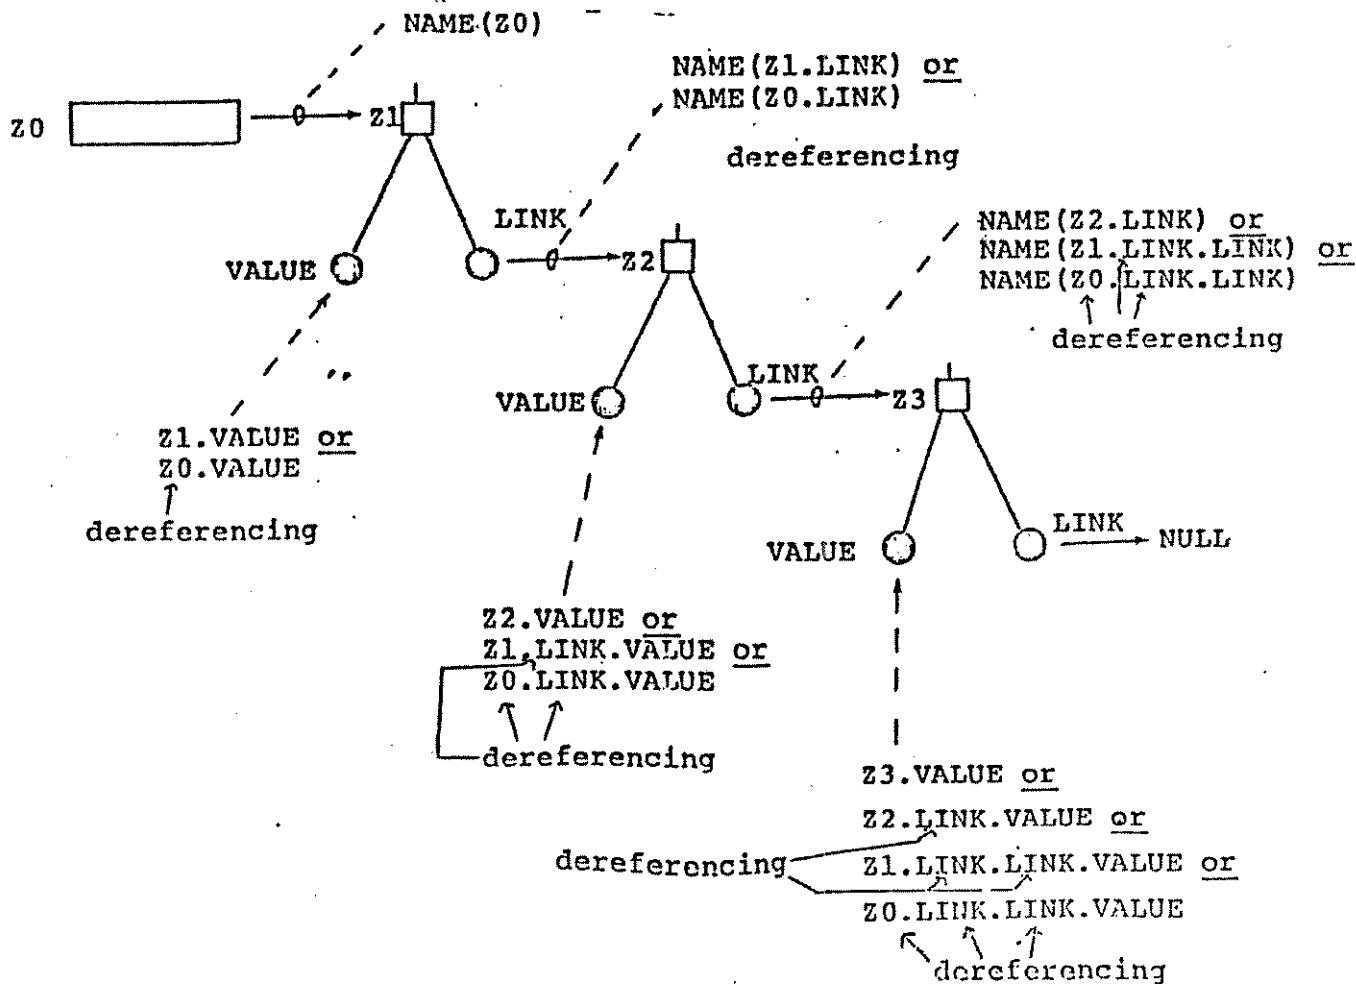 NAME(Z0)
NAME(Z1.LINK) or
NAME(Z0.LINK)
dereferencing
Z0
Z1
LINK
VALUE
Z2
NAME(Z2.LINK) or
NAME(Z1.LINK.LINK) or
NAME(Z0.LINK.LINK)
dereferencing
Z1.VALUE or
Z0.VALUE
dereferencing
VALUE
LINK
Z3
VALUE
LINK
NULL
Z2.VALUE or
Z1.LINK.VALUE or
Z0.LINK.VALUE
dereferencing
Z3.VALUE or
Z2.LINK.VALUE or
dereferencing
Z1.LINK.LINK.VALUE or
Z0.LINK.LINK.VALUE
dereferencing